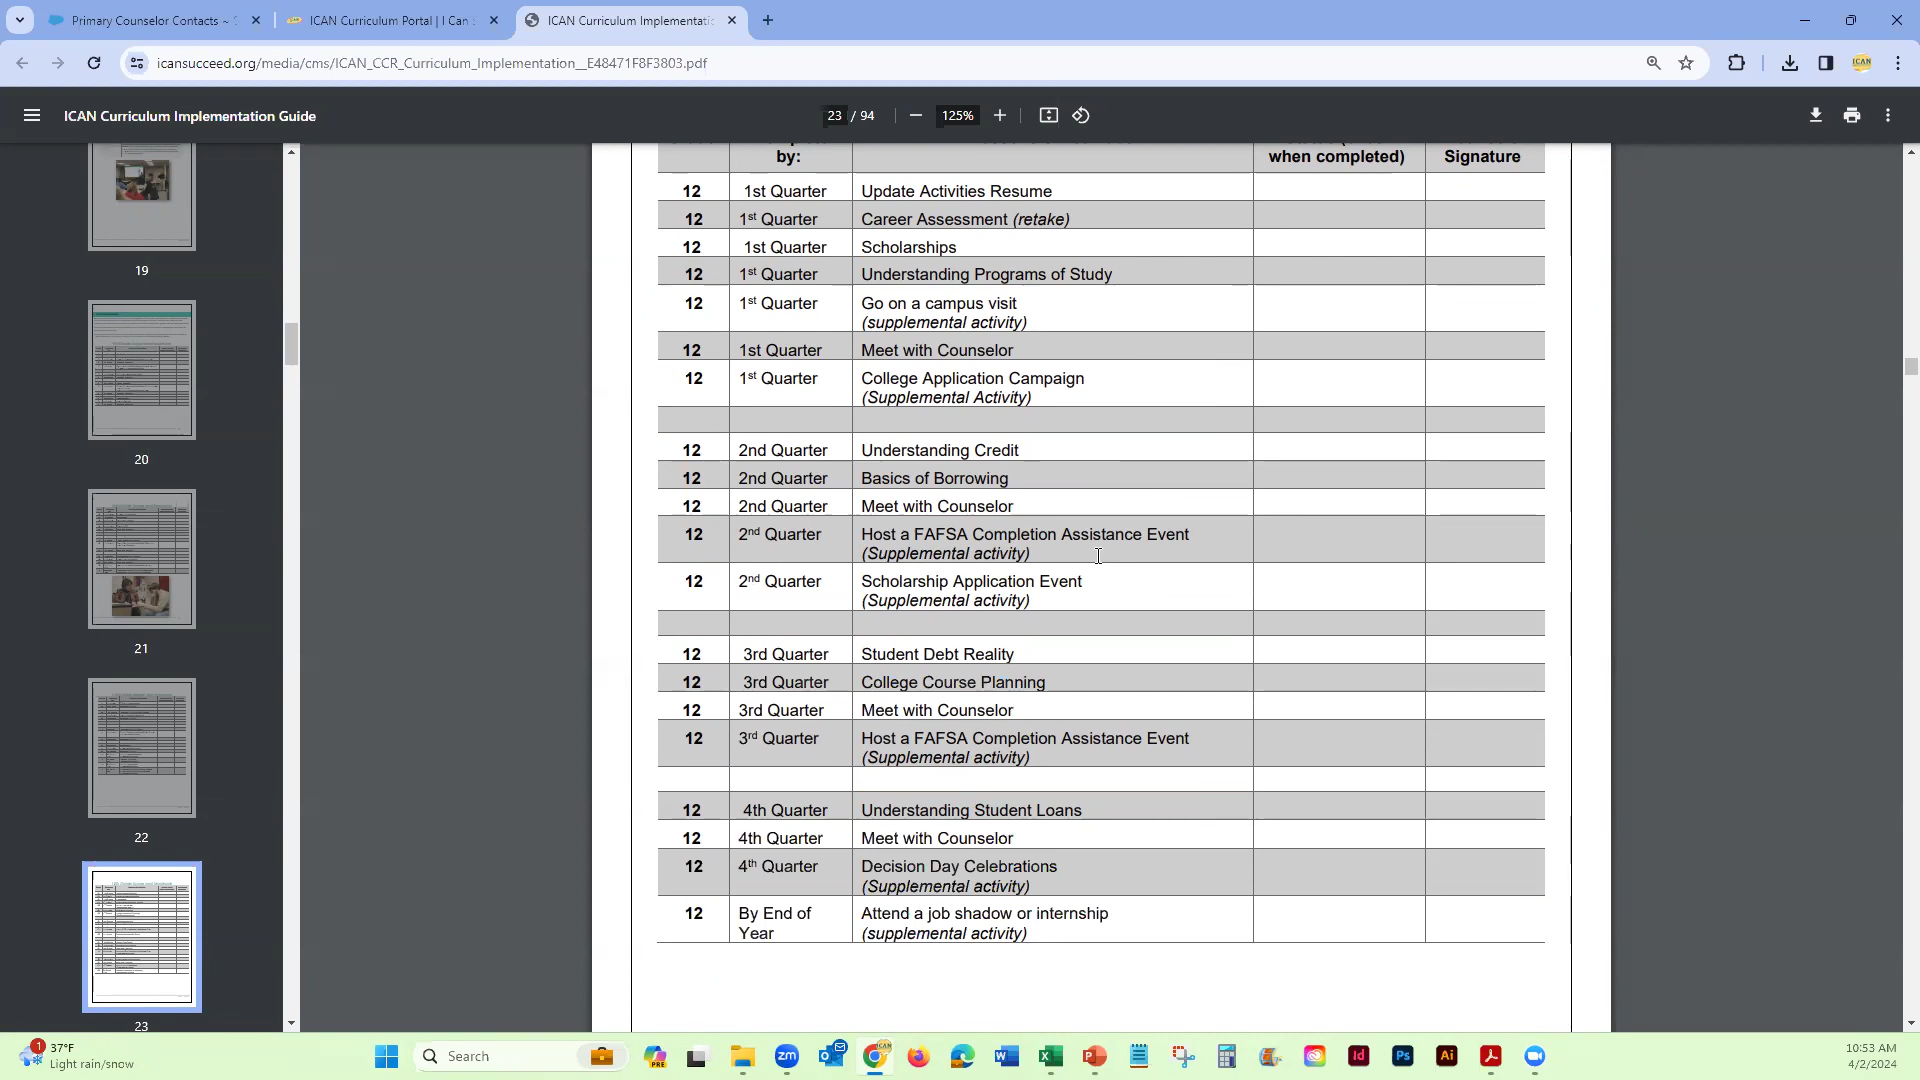 Primary Counselor Contacts ~
ICAN Curriculum Portal | I Can
ICAN Curriculum Implementati
icansucceed.org/media/cms/ICAN_CCR_Curriculum_Implementation__E48471F8F3803.pdf
ICAN Curriculum Implementation Guide
23 / 94
125%
by:
when completed)
Signature
12 1st Quarter Update Activities Resume
12 1st Quarter Career Assessment (retake)
12 1st Quarter Scholarships
12 1st Quarter Understanding Programs of Study
12 1st Quarter Go on a campus visit
(supplemental activity)
12 1st Quarter Meet with Counselor
12 1st Quarter College Application Campaign
(Supplemental Activity)
12 2nd Quarter Understanding Credit
12 2nd Quarter Basics of Borrowing
12 2nd Quarter Meet with Counselor
12 2nd Quarter Host a FAFSA Completion Assistance Event
(Supplemental activity)
12 2nd Quarter Scholarship Application Event
(Supplemental activity)
12 3rd Quarter Student Debt Reality
12 3rd Quarter College Course Planning
12 3rd Quarter Meet with Counselor
12 3rd Quarter Host a FAFSA Completion Assistance Event
(Supplemental activity)
12 4th Quarter Understanding Student Loans
12 4th Quarter Meet with Counselor
12 4th Quarter Decision Day Celebrations
(Supplemental activity)
12 By End of Attend a job shadow or internship
Year (supplemental activity)
19
20
21
22
23
1
37°F
Light rain/snow
Search
10:53 AM
4/2/2024